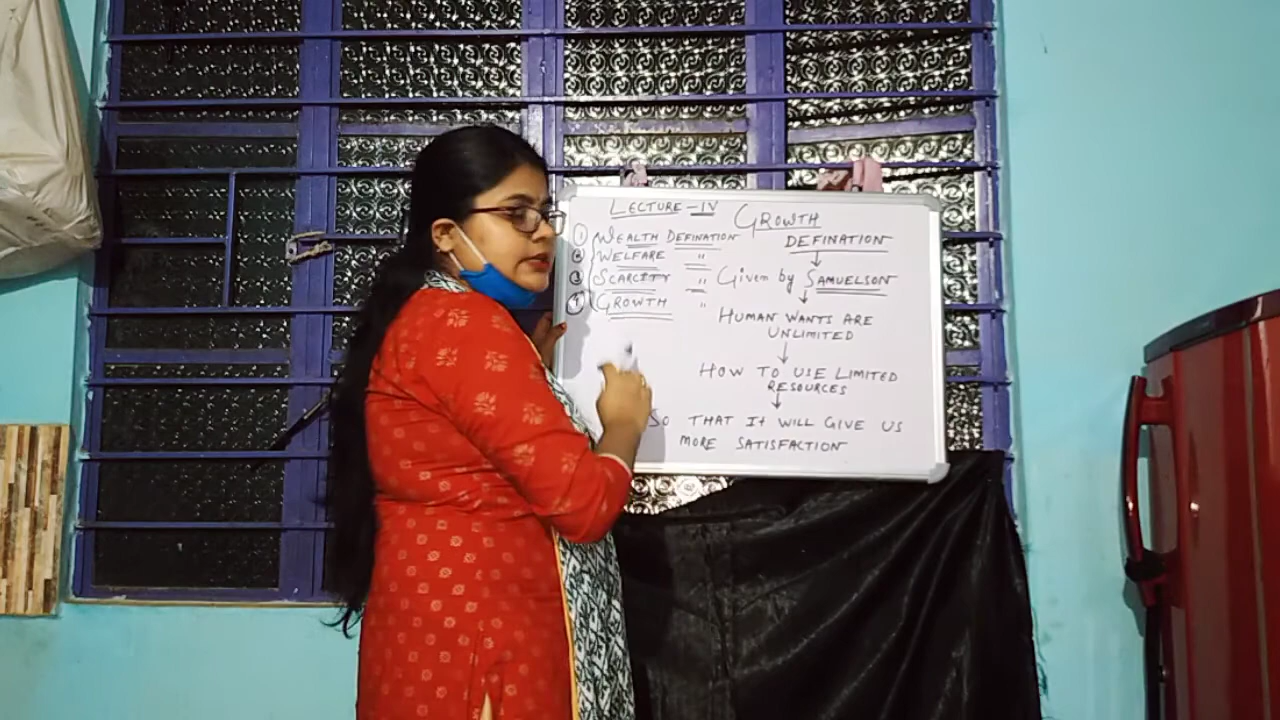 LECTURE-IV
① WEALTH DEFINATION
② WELFARE "
③ SCARCITY "
④ GROWTH "
GROWTH
DEFINATION
Given by SAMUELSON
HUMAN WANTS ARE
UNLIMITED
HOW TO USE LIMITED
RESOURCES
SO THAT IT WILL GIVE US
MORE SATISFACTION